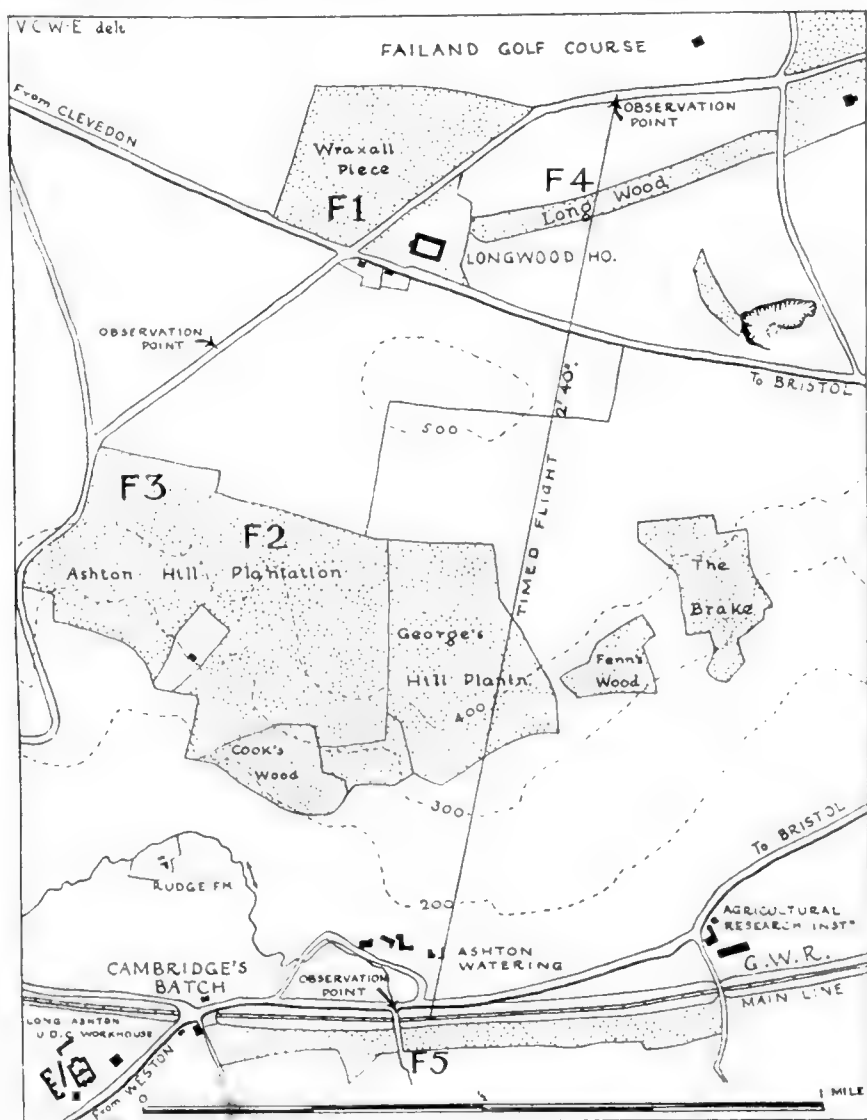 V C W-E delt
FAILAND GOLF COURSE
From CLEVEDON
OBSERVATION
POINT
Wraxall
Piece
F1
F4
Long Wood
LONGWOOD HO.
OBSERVATION
POINT
To BRISTOL
500
TIMED FLIGHT 2' 40".
F3
F2
Ashton Hill Plantation
The
Brake
George's
Hill Plantn.
Fenn's
Wood
400
Cook's
Wood
300
To BRISTOL
RUDGE FM.
200
AGRICULTURAL
RESEARCH INSTN
ASHTON
WATERING
G.W.R.
MAIN LINE
CAMBRIDGE'S
BATCH
OBSERVATION
POINT
LONG ASHTON
U.D.C WORKHOUSE
From WESTON
F5
0
½
1 MILE